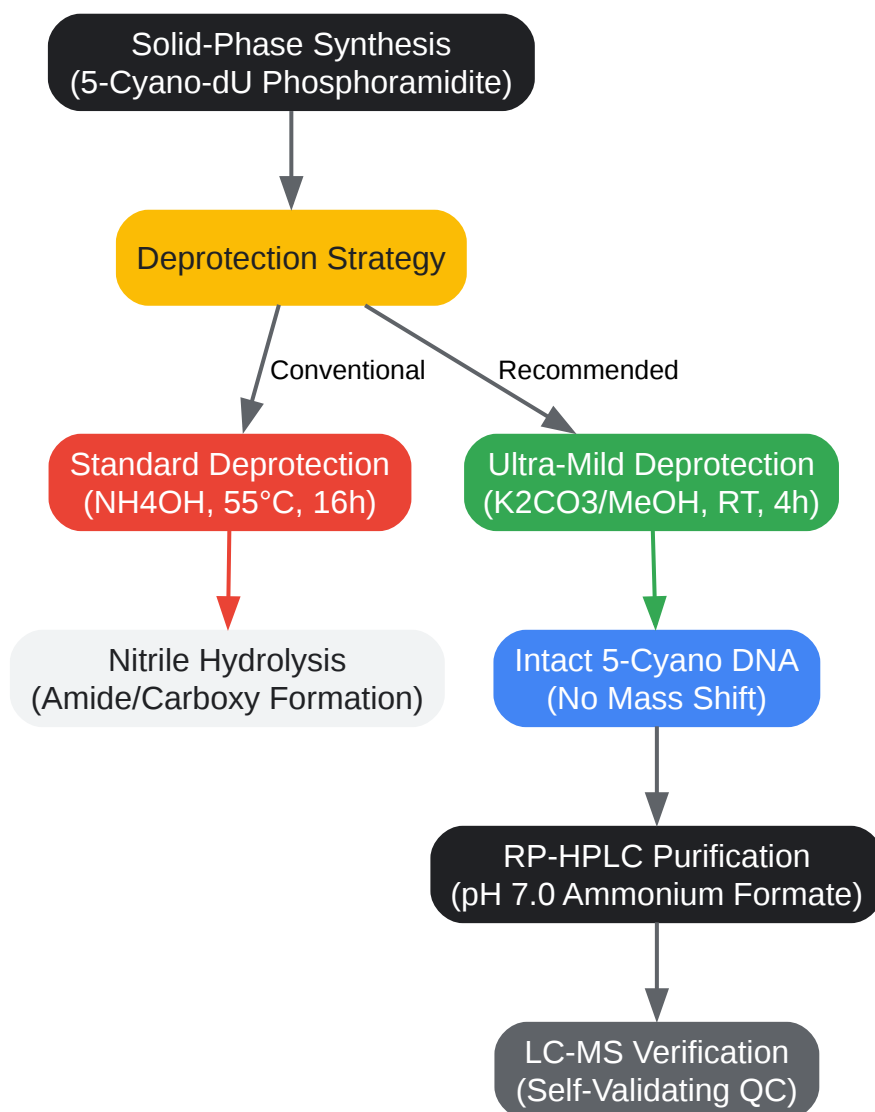 Solid-Phase Synthesis
(5-Cyano-dU Phosphoramidite)
Deprotection Strategy
Conventional
Recommended
Standard Deprotection
(NH4OH, 55°C, 16h)
Ultra-Mild Deprotection
(K2CO3/MeOH, RT, 4h)
Nitrile Hydrolysis
(Amide/Carboxy Formation)
Intact 5-Cyano DNA
(No Mass Shift)
RP-HPLC Purification
(pH 7.0 Ammonium Formate)
LC-MS Verification
(Self-Validating QC)